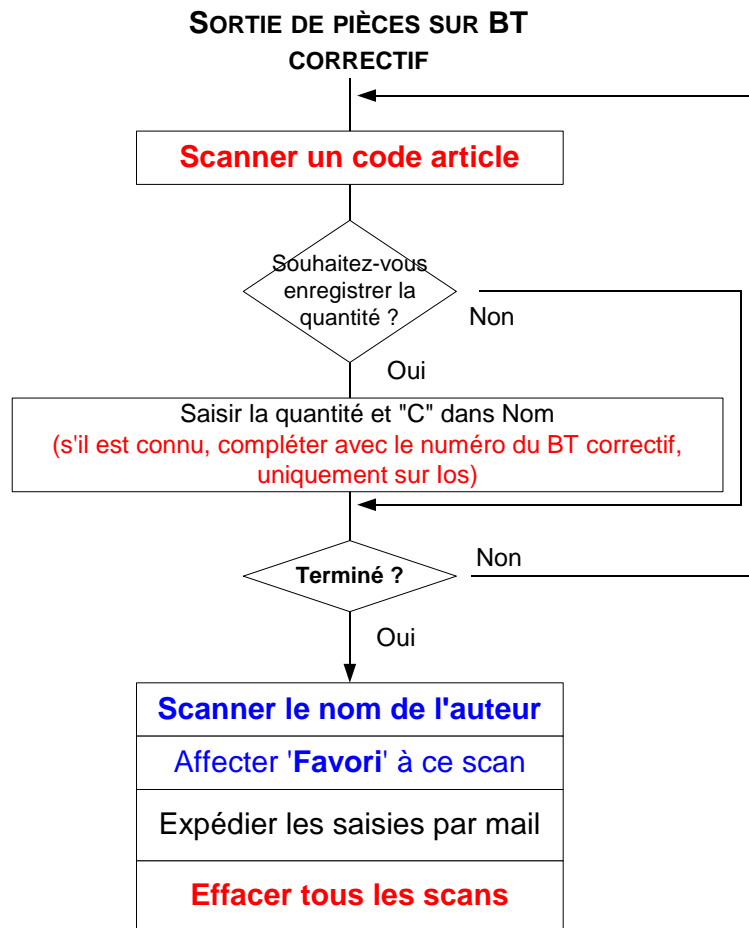 SORTIE DE PIÈCES SUR BT
CORRECTIF
Scanner un code article
Souhaitez-vous
enregistrer la
quantité ?
Non
Oui
Saisir la quantité et "C" dans Nom
(s'il est connu, compléter avec le numéro du BT correctif,
uniquement sur Ios)
Terminé ?
Non
Oui
Scanner le nom de l'auteur
Affecter 'Favori' à ce scan
Expédier les saisies par mail
Effacer tous les scans